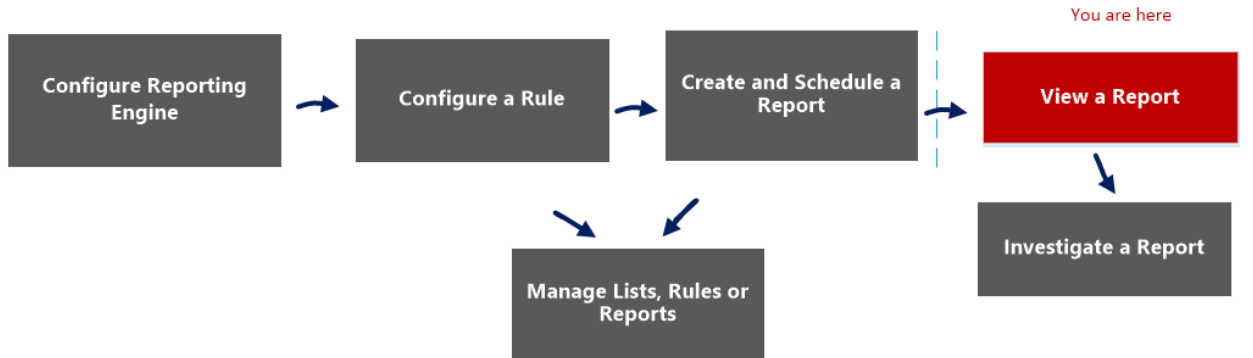 You are here
Configure Reporting
Engine
Configure a Rule
Create and Schedule a
Report
View a Report
Manage Lists, Rules or
Reports
Investigate a Report